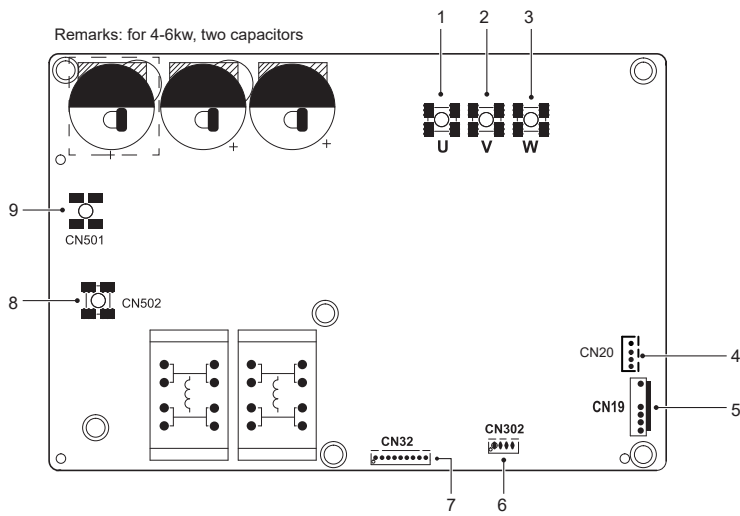 1 2 3
Remarks: for 4-6kw, two capacitors
+ + +
U V W
9
CN501
8 CN502
CN20 4
CN19 5
CN302
CN32
7 6